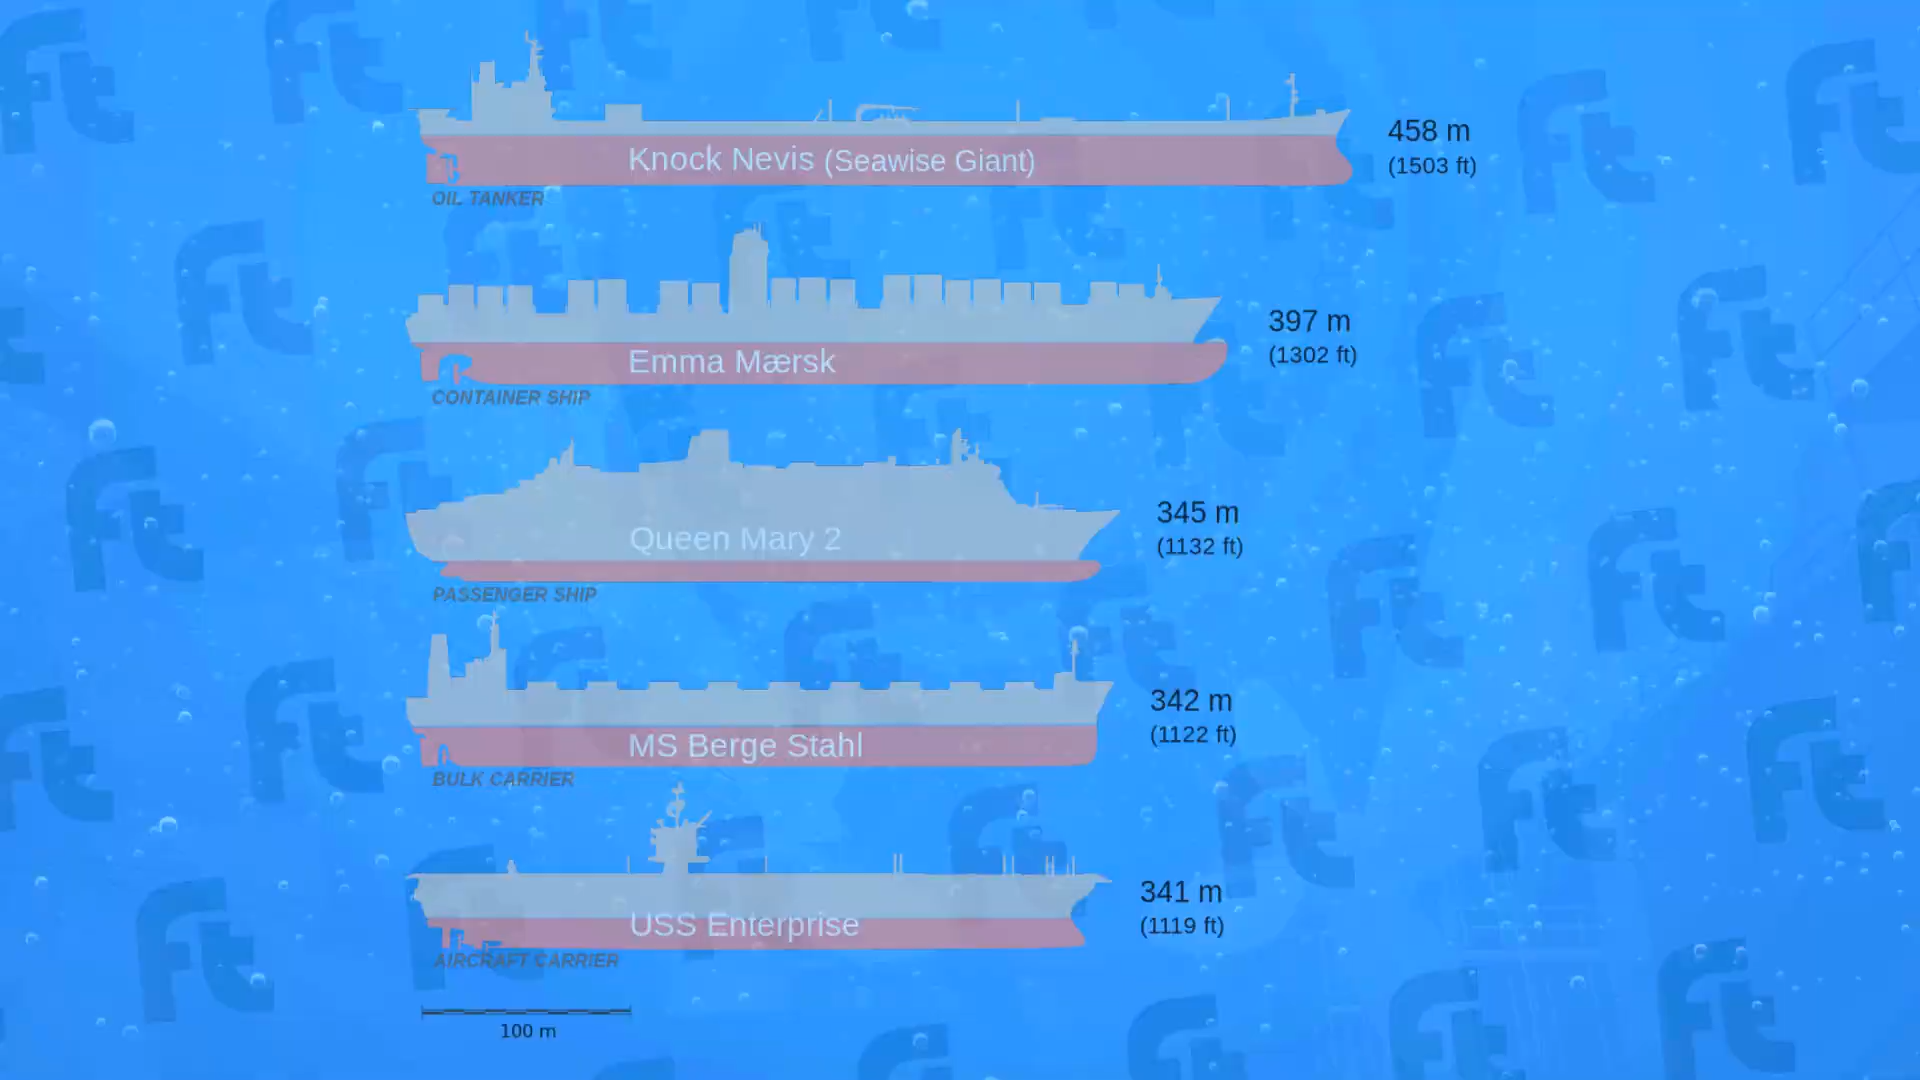 458 m
(1503 ft)
Knock Nevis (Seawise Giant)
OIL TANKER
397 m
(1302 ft)
Emma Mærsk
CONTAINER SHIP
345 m
(1132 ft)
Queen Mary 2
PASSENGER SHIP
342 m
(1122 ft)
MS Berge Stahl
BULK CARRIER
341 m
(1119 ft)
USS Enterprise
AIRCRAFT CARRIER
100 m